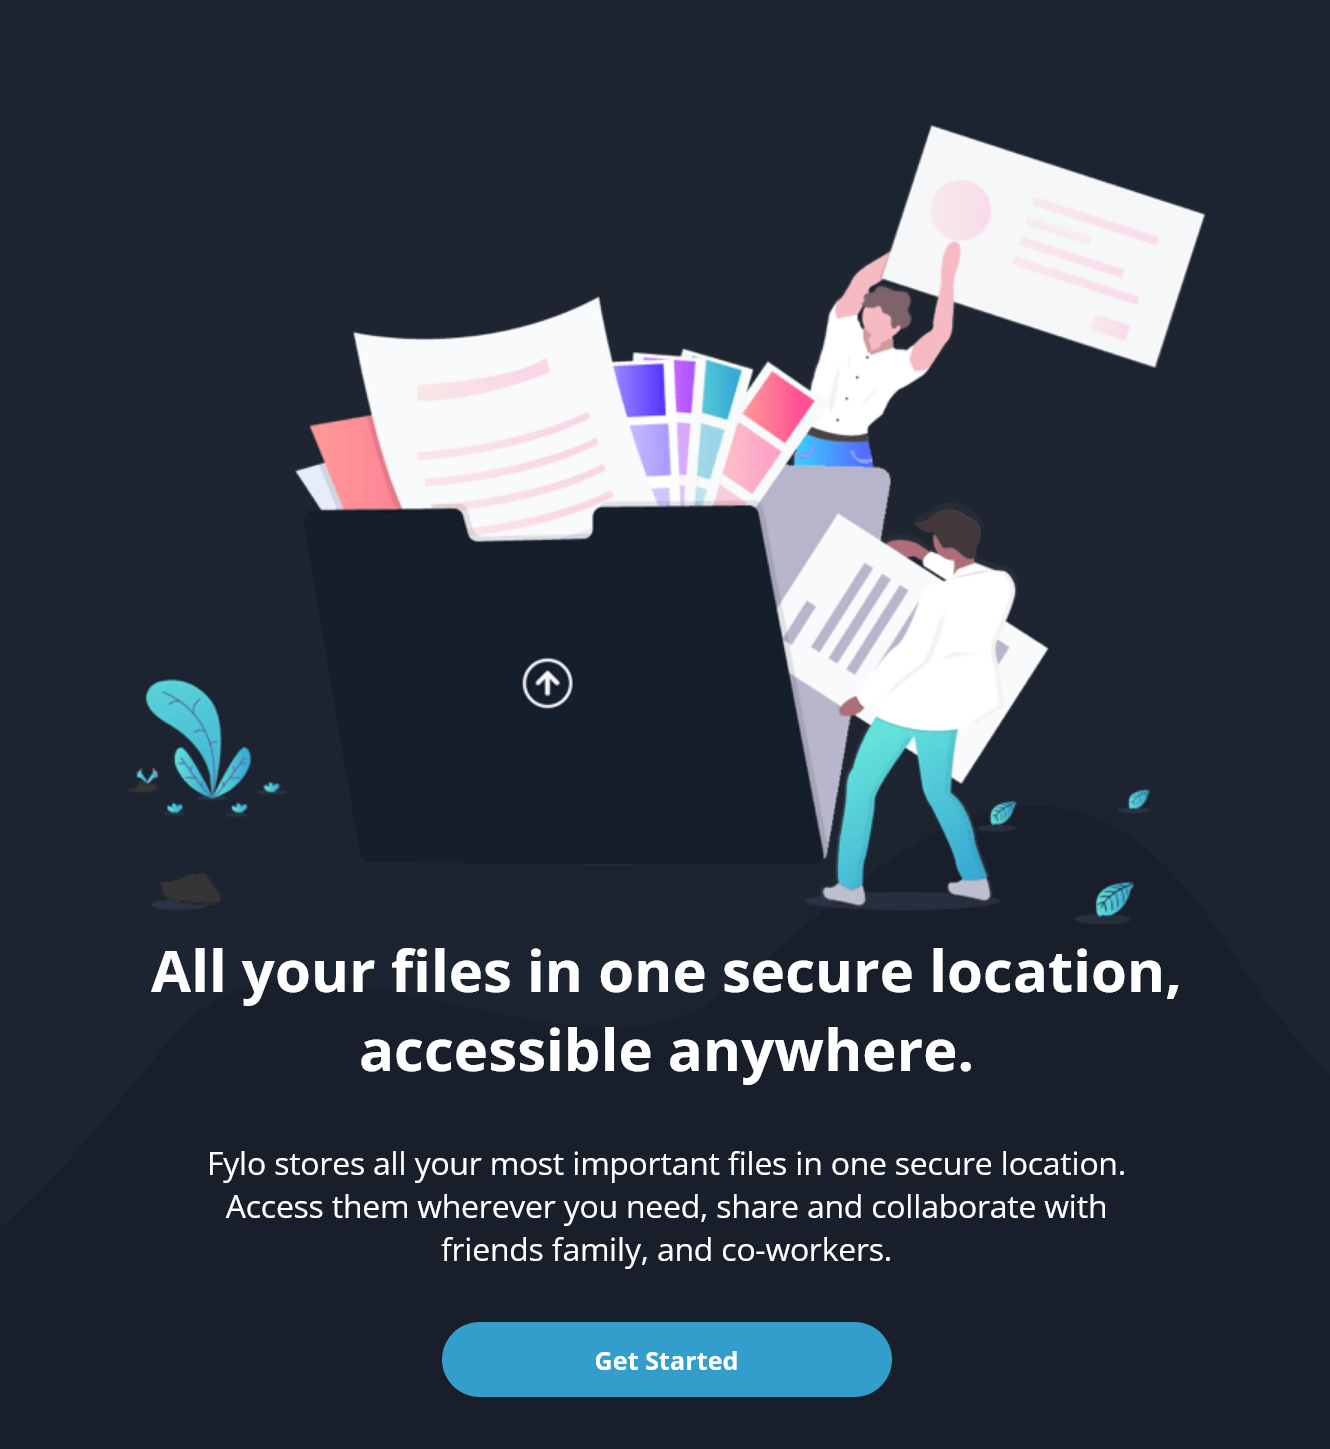 All your files in one secure location,
accessible anywhere.
Fylo stores all your most important files in one secure location.
Access them wherever you need, share and collaborate with
friends family, and co-workers.
Get Started